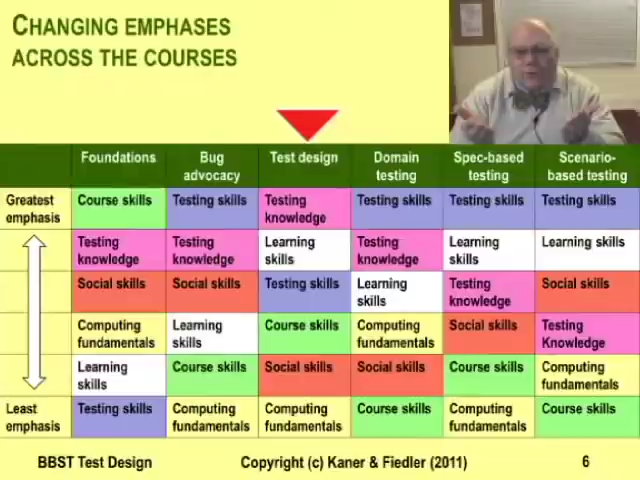 CHANGING EMPHASES
ACROSS THE COURSES
Foundations
Bug
advocacy
Test design
Domain
testing
Spec-based
testing
Scenario-
based testing
Greatest
emphasis
Course skills
Testing skills
Testing
knowledge
Testing skills
Testing skills
Testing skills
Testing
knowledge
Testing
knowledge
Learning
skills
Testing
knowledge
Learning
skills
Learning skills
Social skills
Social skills
Testing skills
Learning
skills
Testing
knowledge
Social skills
Computing
fundamentals
Learning
skills
Course skills
Computing
fundamentals
Social skills
Testing
Knowledge
Learning
skills
Course skills
Social skills
Social skills
Course skills
Computing
fundamentals
Least
emphasis
Testing skills
Computing
fundamentals
Computing
fundamentals
Course skills
Computing
fundamentals
Course skills
BBST Test Design
Copyright (c) Kaner & Fiedler (2011)
6